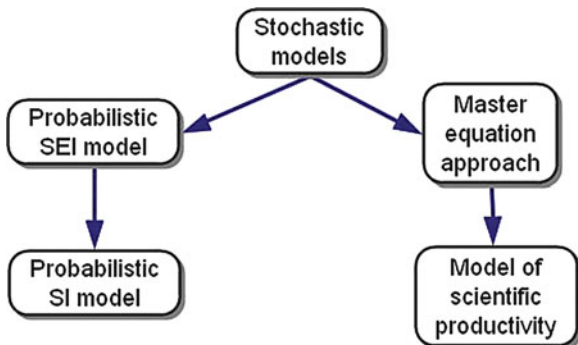 Stochastic
models
Probabilistic
SEI model
Master
equation
approach
Probabilistic
SI model
Model of
scientific
productivity